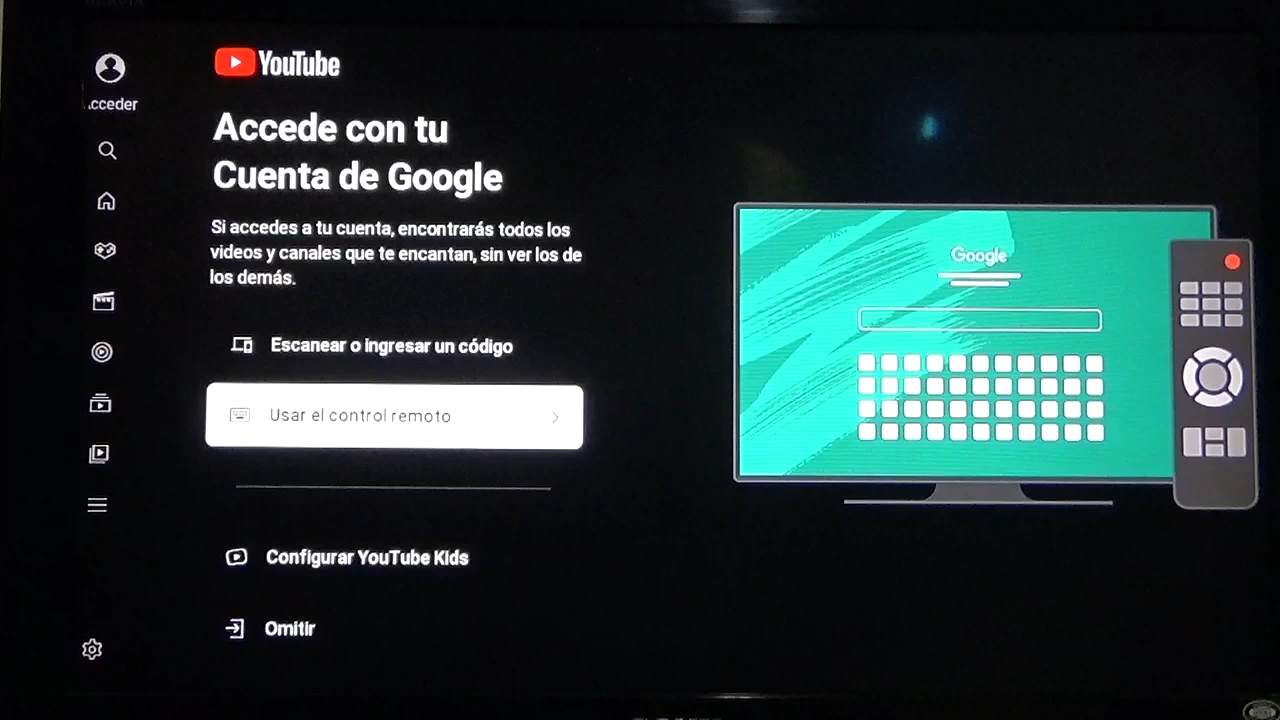 YouTube
Acceder
Accede con tu
Cuenta de Google
Si accedes a tu cuenta, encontrarás todos los
videos y canales que te encantan, sin ver los de
los demás.
Escanear o ingresar un código
Usar el control remoto
Configurar YouTube Kids
Omitir
Google